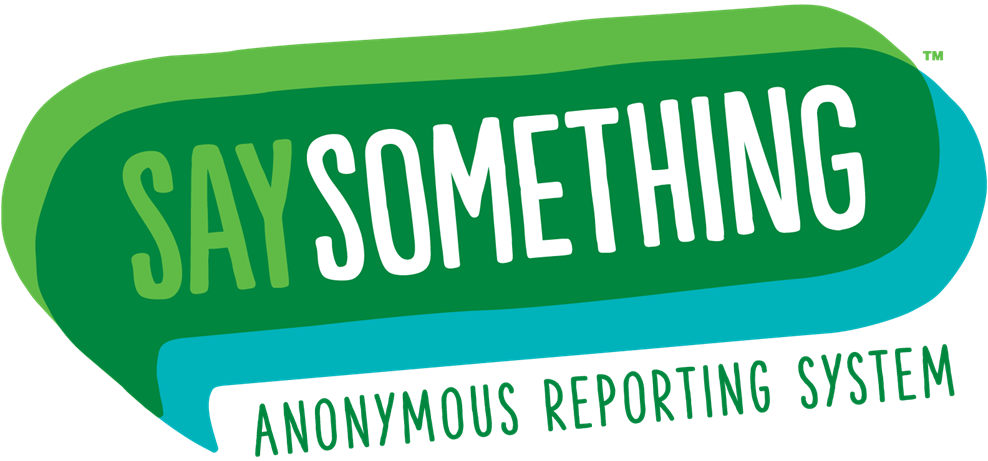 SAYSOMETHING™
ANONYMOUS REPORTING SYSTEM